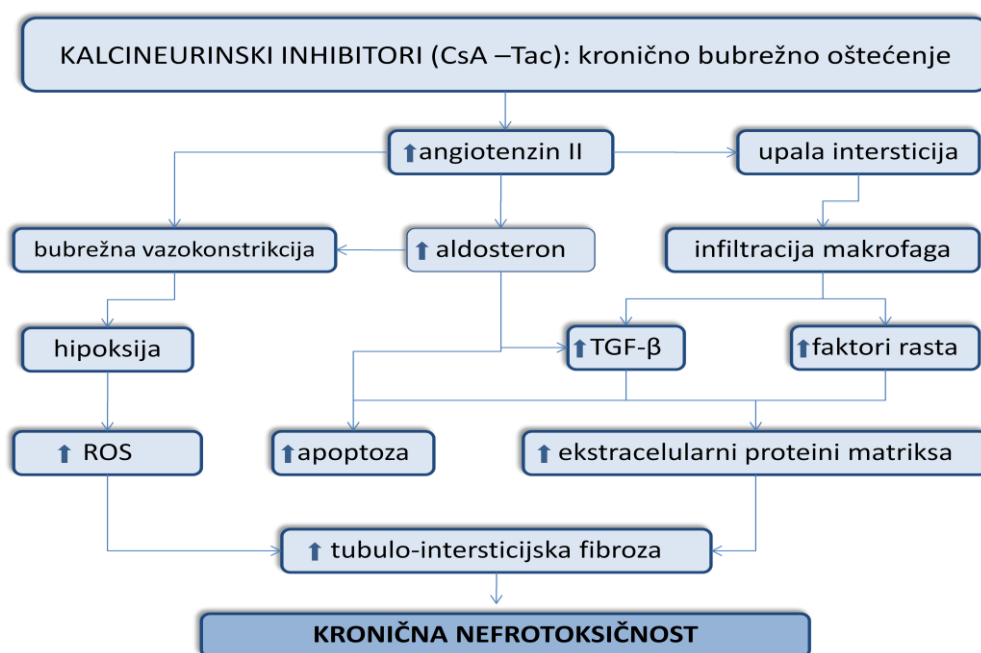 KALCINEURINSKI INHIBITORI (CsA –Tac): kronično bubrežno oštećenje
⬆angiotenzin II
upala intersticija
bubrežna vazokonstrikcija
⬆ aldosteron
infiltracija makrofaga
hipoksija
⬆TGF-β
⬆faktori rasta
⬆ ROS
⬆apoptoza
⬆ ekstracelularni proteini matriksa
⬆ tubulo-intersticijska fibroza
KRONIČNA NEFROTOKSIČNOST